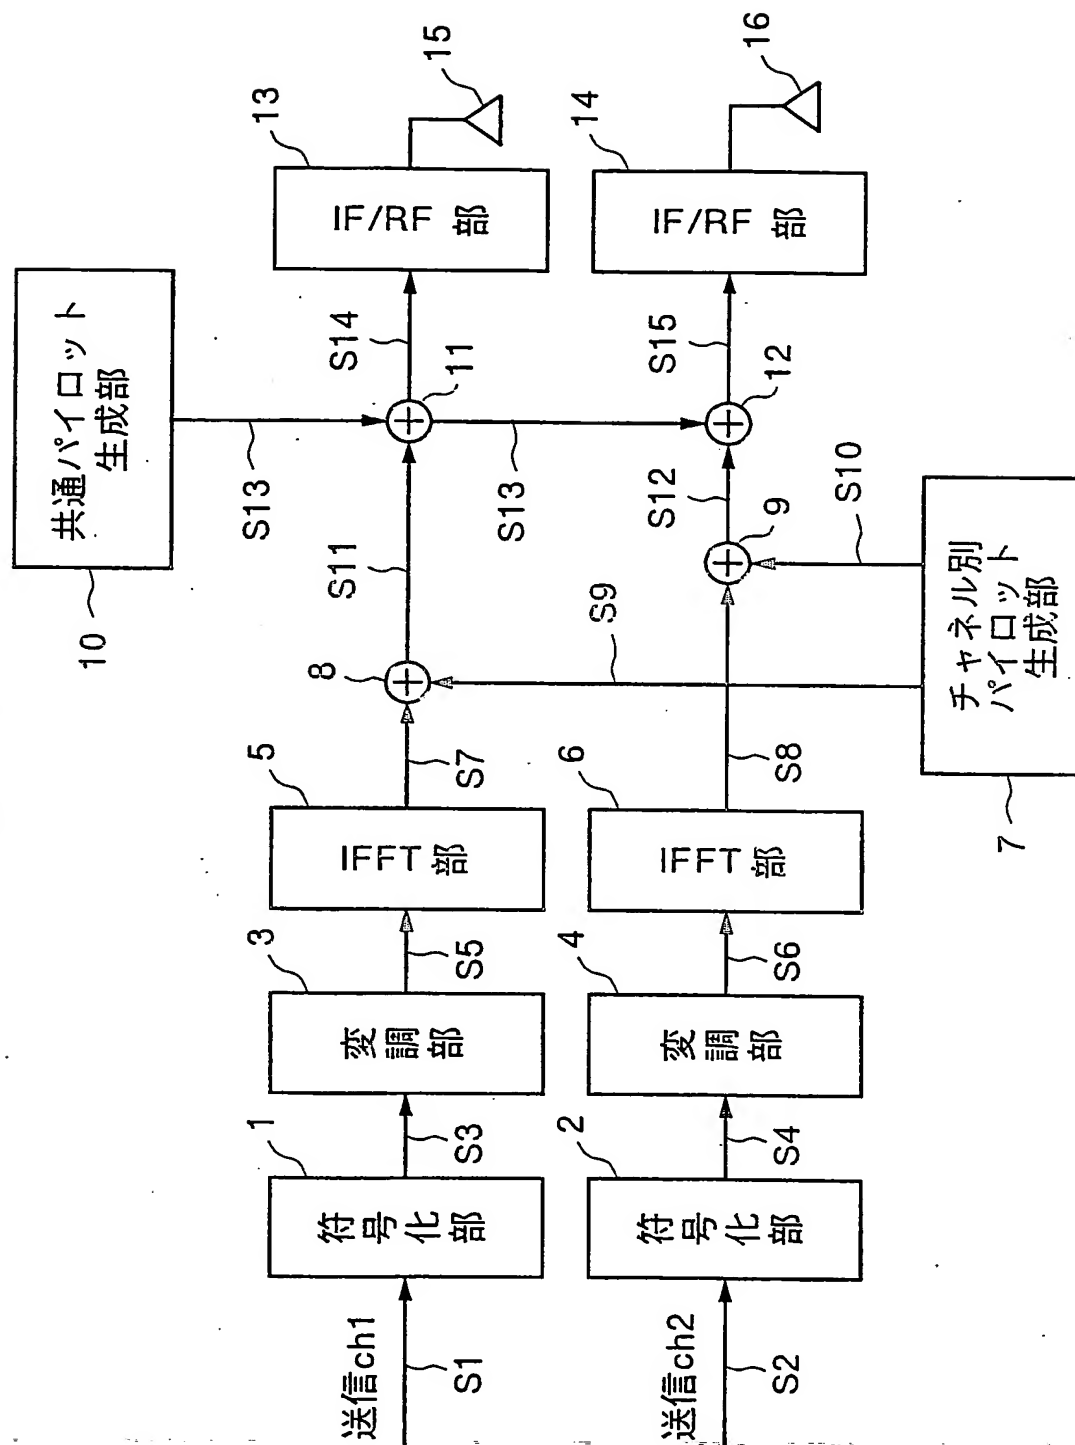 共通パイロット
生成部
10
S13
13
IF/RF 部
15
14
IF/RF 部
16
S14
11
S15
12
S13
S11
S12
9
S10
8
S9
チャネル別
パイロット
生成部
7
5
IFFT 部
S7
6
IFFT 部
S8
3
変調部
S5
4
変調部
S6
1
符号化部
S3
2
符号化部
S4
送信ch1
S1
送信ch2
S2